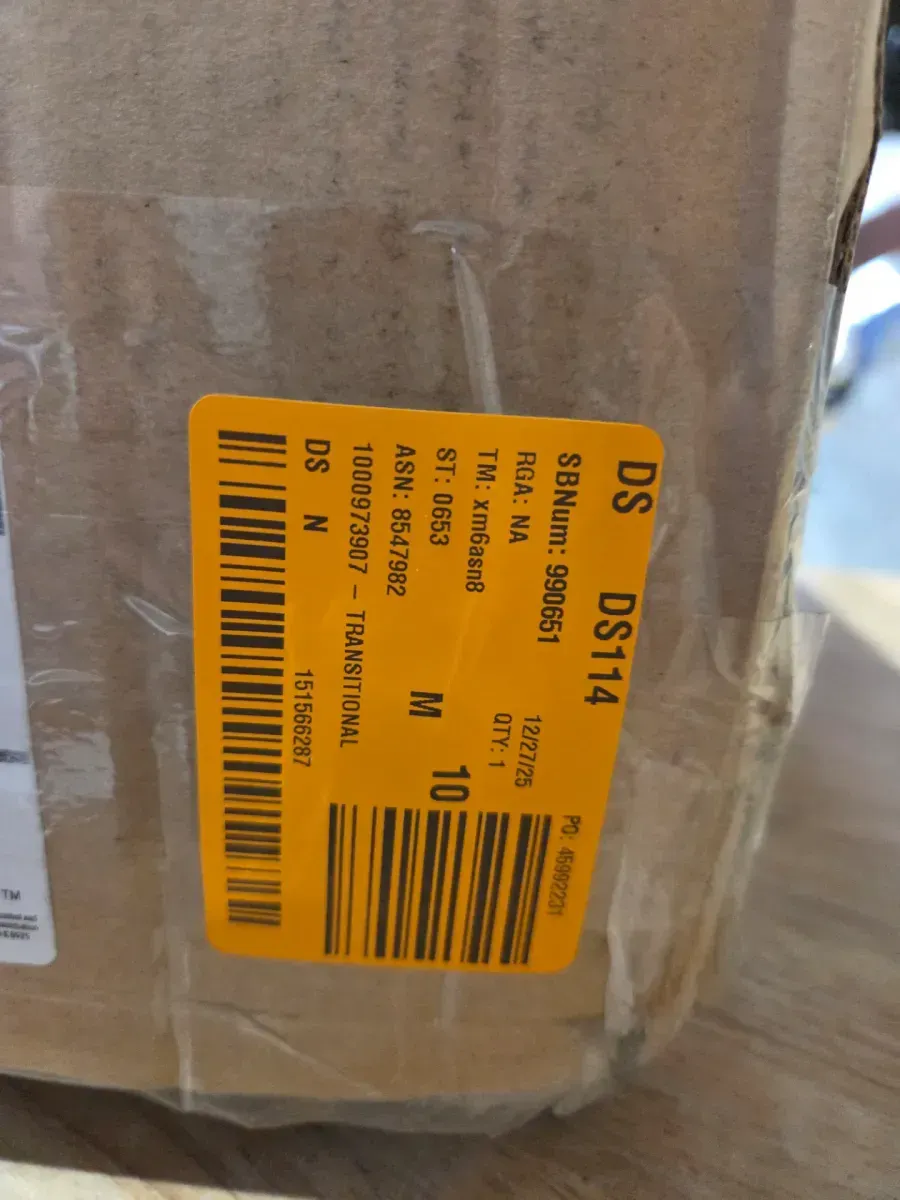 DS DS114
SBNum: 990651
RGA: NA 12/27/25
TM: xm6asn8 QTY: 1
ST: 0653
ASN: 8547982 M 10
1000973907 - TRANSITIONAL
DS N 151566287
PO: 45992231
TM